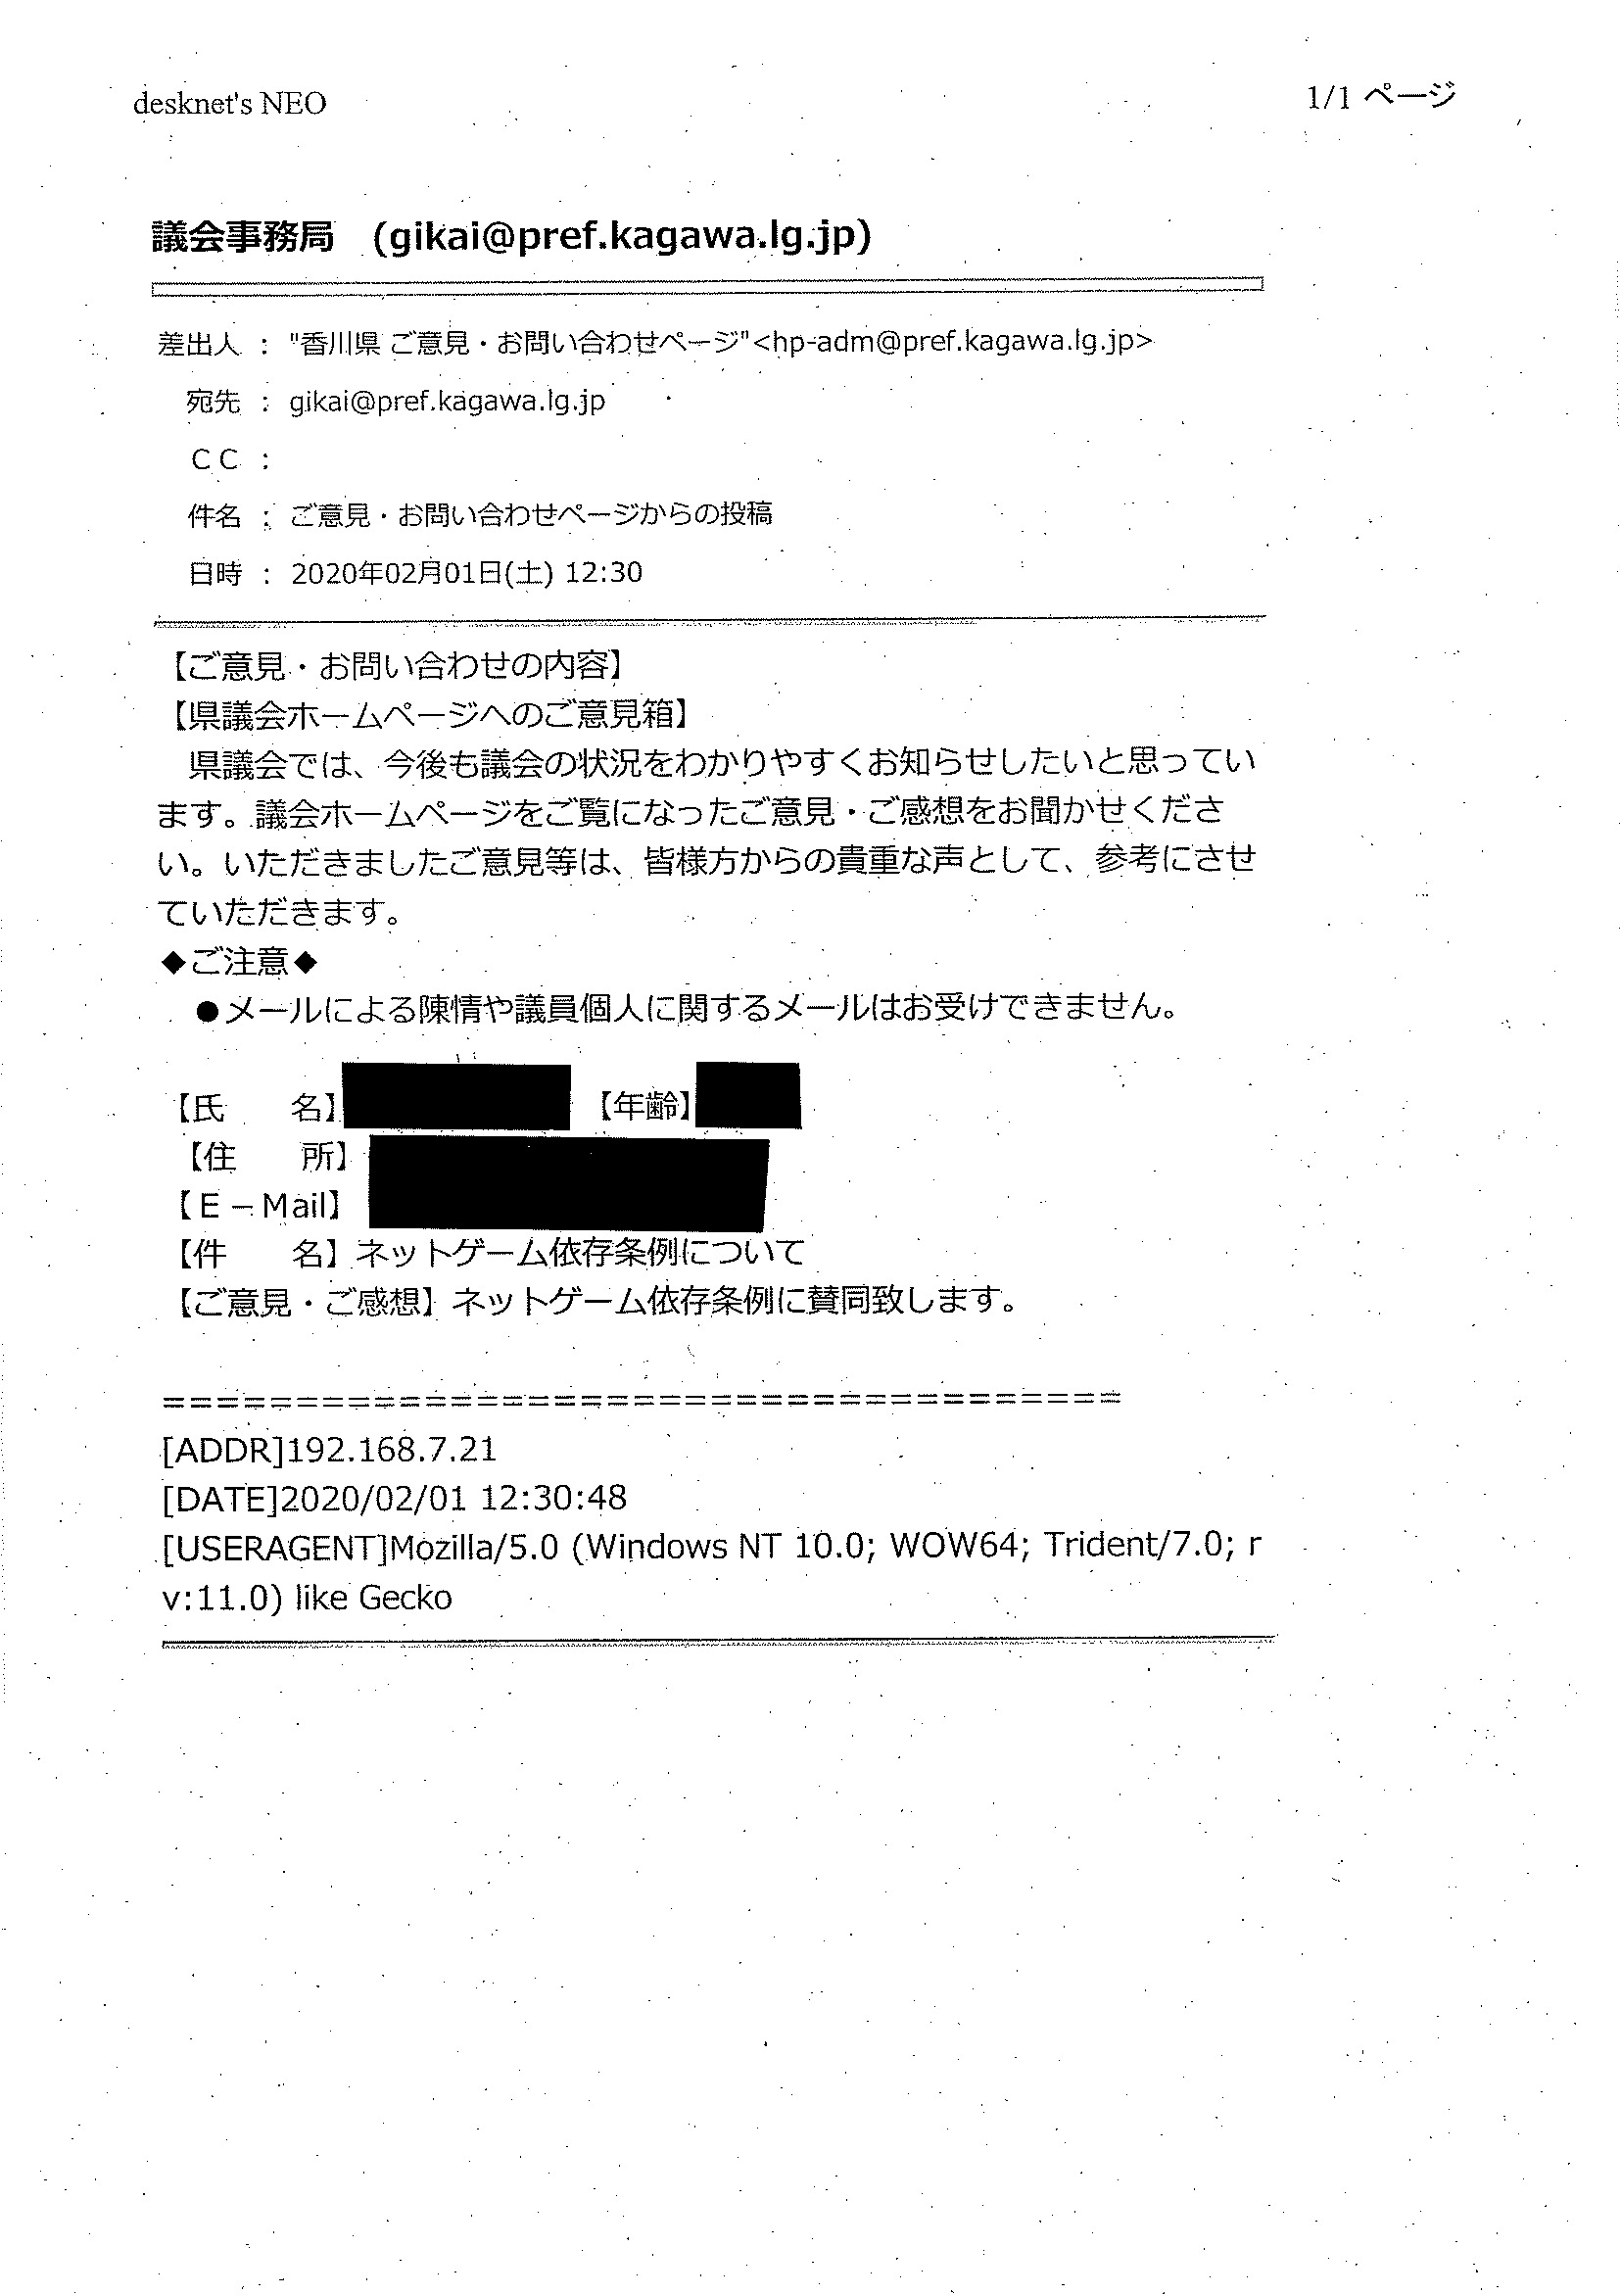 desknet's NEO
1/1 ページ
議会事務局 (gikai@pref.kagawa.lg.jp)
差出人 : "香川県 ご意見・お問い合わせページ"<hp-adm@pref.kagawa.lg.jp>
宛先 : gikai@pref.kagawa.lg.jp
ＣＣ :
件名 : ご意見・お問い合わせページからの投稿
日時 : 2020年02月01日(土) 12:30
【ご意見・お問い合わせの内容】
【県議会ホームページへのご意見箱】
　県議会では、今後も議会の状況をわかりやすくお知らせしたいと思ってい
ます。議会ホームページをご覧になったご意見・ご感想をお聞かせくださ
い。いただきましたご意見等は、皆様方からの貴重な声として、参考にさせ
ていただきます。
◆ご注意◆
　●メールによる陳情や議員個人に関するメールはお受けできません。
【氏　　名】 【年齢】
【住　　所】
【Ｅ－Mail】
【件　　名】ネットゲーム依存条例について
【ご意見・ご感想】ネットゲーム依存条例に賛同致します。
=====================================
[ADDR]192.168.7.21
[DATE]2020/02/01 12:30:48
[USERAGENT]Mozilla/5.0 (Windows NT 10.0; WOW64; Trident/7.0; r
v:11.0) like Gecko